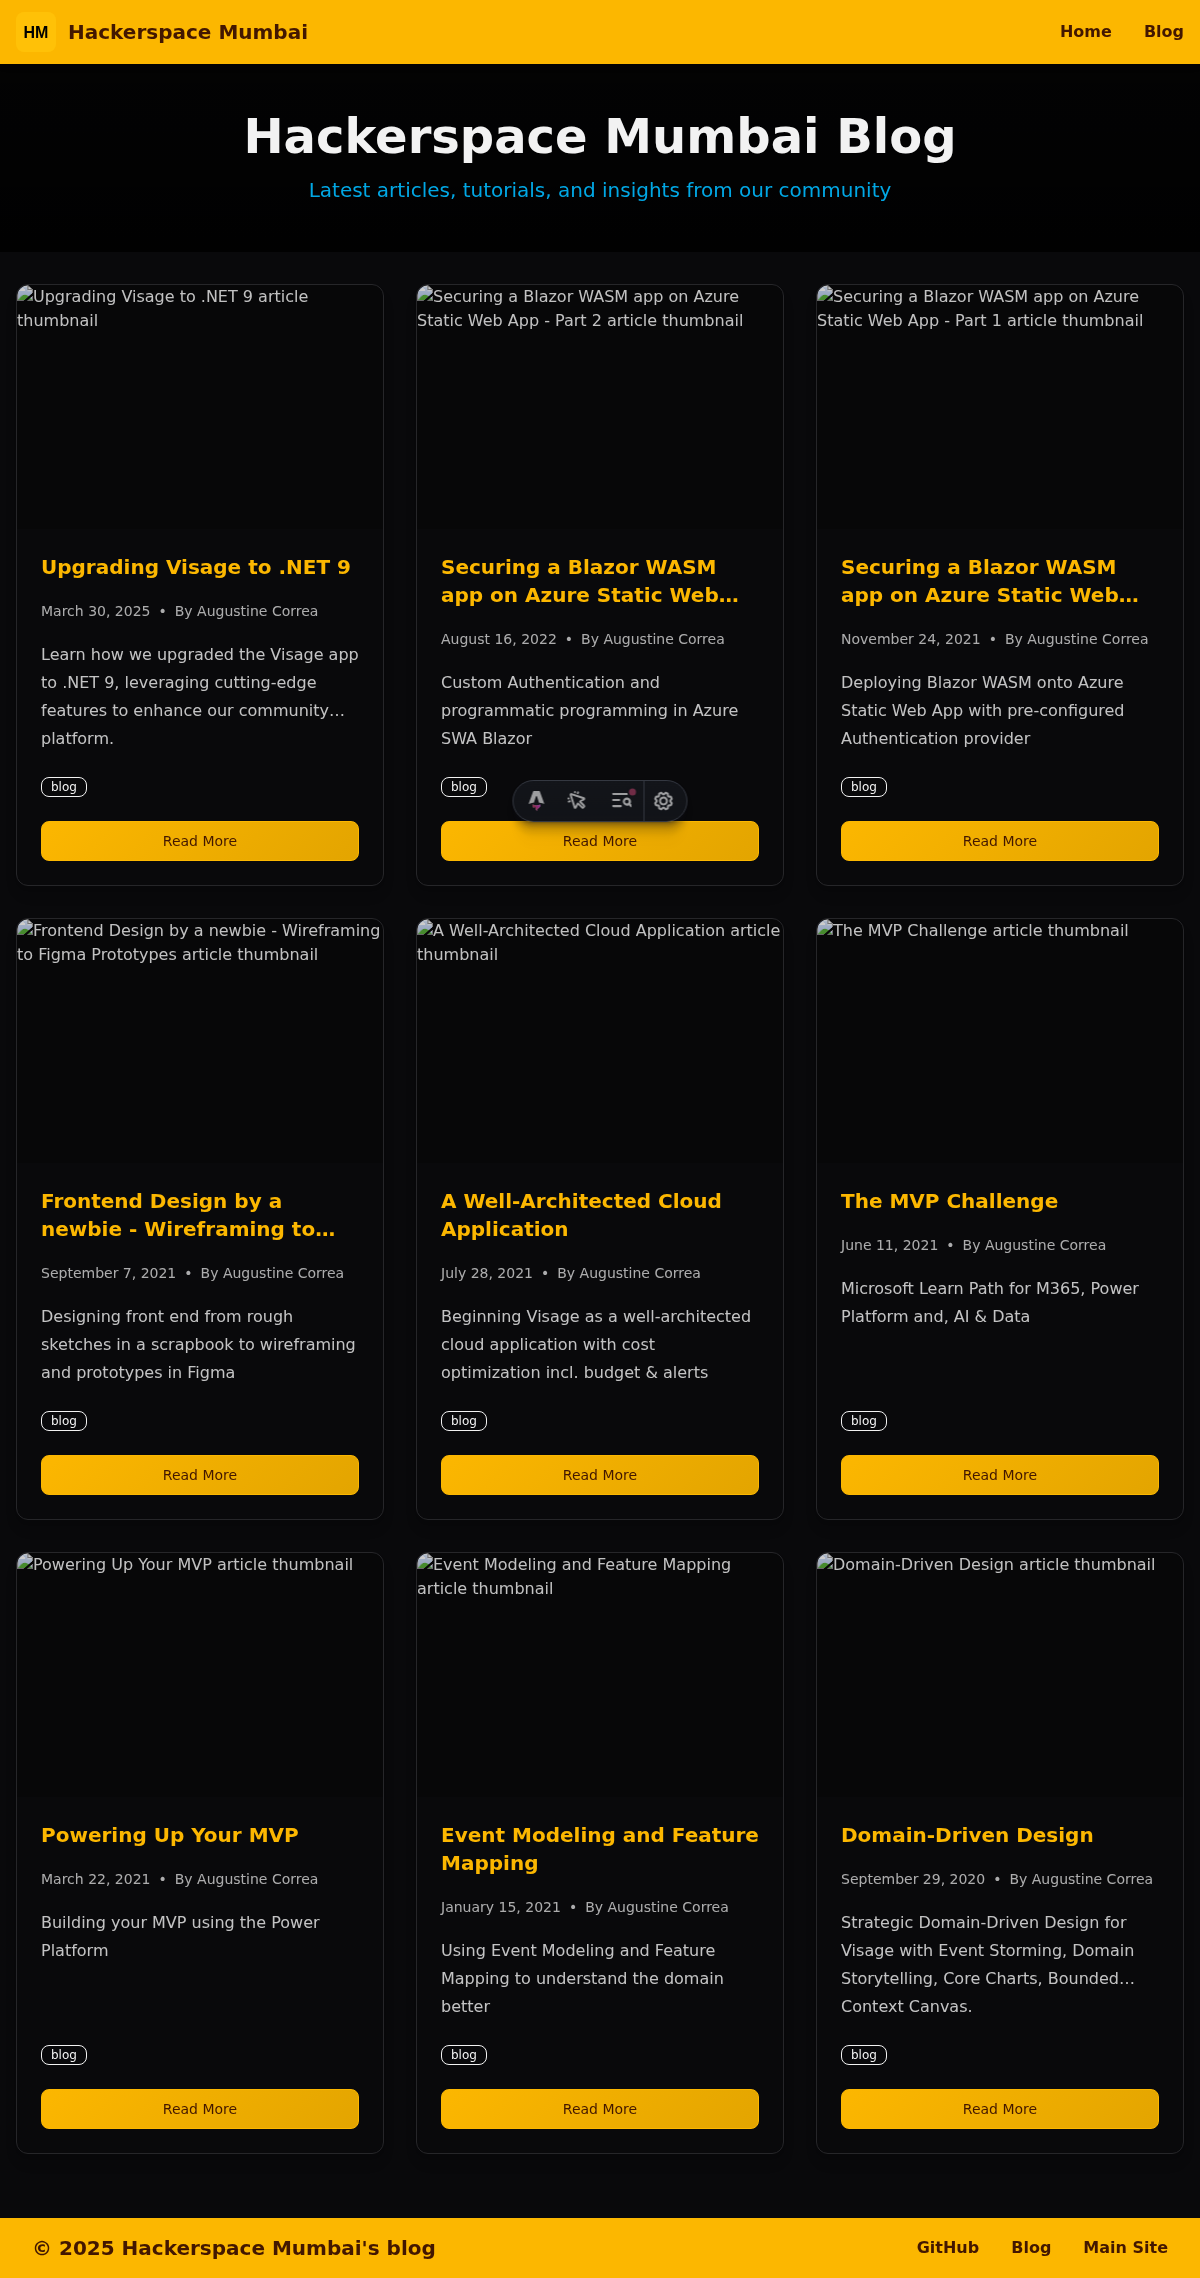 HM Hackerspace Mumbai Home Blog
Hackerspace Mumbai Blog
Latest articles, tutorials, and insights from our community
Upgrading Visage to .NET 9 article
thumbnail
Upgrading Visage to .NET 9
March 30, 2025 • By Augustine Correa
Learn how we upgraded the Visage app
to .NET 9, leveraging cutting-edge
features to enhance our community…
platform.
blog
Read More
Securing a Blazor WASM app on Azure
Static Web App - Part 2 article thumbnail
Securing a Blazor WASM
app on Azure Static Web…
August 16, 2022 • By Augustine Correa
Custom Authentication and
programmatic programming in Azure
SWA Blazor
blog
Read More
Securing a Blazor WASM app on Azure
Static Web App - Part 1 article thumbnail
Securing a Blazor WASM
app on Azure Static Web…
November 24, 2021 • By Augustine Correa
Deploying Blazor WASM onto Azure
Static Web App with pre-configured
Authentication provider
blog
Read More
Frontend Design by a newbie - Wireframing
to Figma Prototypes article thumbnail
Frontend Design by a
newbie - Wireframing to…
September 7, 2021 • By Augustine Correa
Designing front end from rough
sketches in a scrapbook to wireframing
and prototypes in Figma
blog
Read More
A Well-Architected Cloud Application article
thumbnail
A Well-Architected Cloud
Application
July 28, 2021 • By Augustine Correa
Beginning Visage as a well-architected
cloud application with cost
optimization incl. budget & alerts
blog
Read More
The MVP Challenge article thumbnail
The MVP Challenge
June 11, 2021 • By Augustine Correa
Microsoft Learn Path for M365, Power
Platform and, AI & Data
blog
Read More
Powering Up Your MVP article thumbnail
Powering Up Your MVP
March 22, 2021 • By Augustine Correa
Building your MVP using the Power
Platform
blog
Read More
Event Modeling and Feature Mapping
article thumbnail
Event Modeling and Feature
Mapping
January 15, 2021 • By Augustine Correa
Using Event Modeling and Feature
Mapping to understand the domain
better
blog
Read More
Domain-Driven Design article thumbnail
Domain-Driven Design
September 29, 2020 • By Augustine Correa
Strategic Domain-Driven Design for
Visage with Event Storming, Domain
Storytelling, Core Charts, Bounded…
Context Canvas.
blog
Read More
© 2025 Hackerspace Mumbai's blog GitHub Blog Main Site